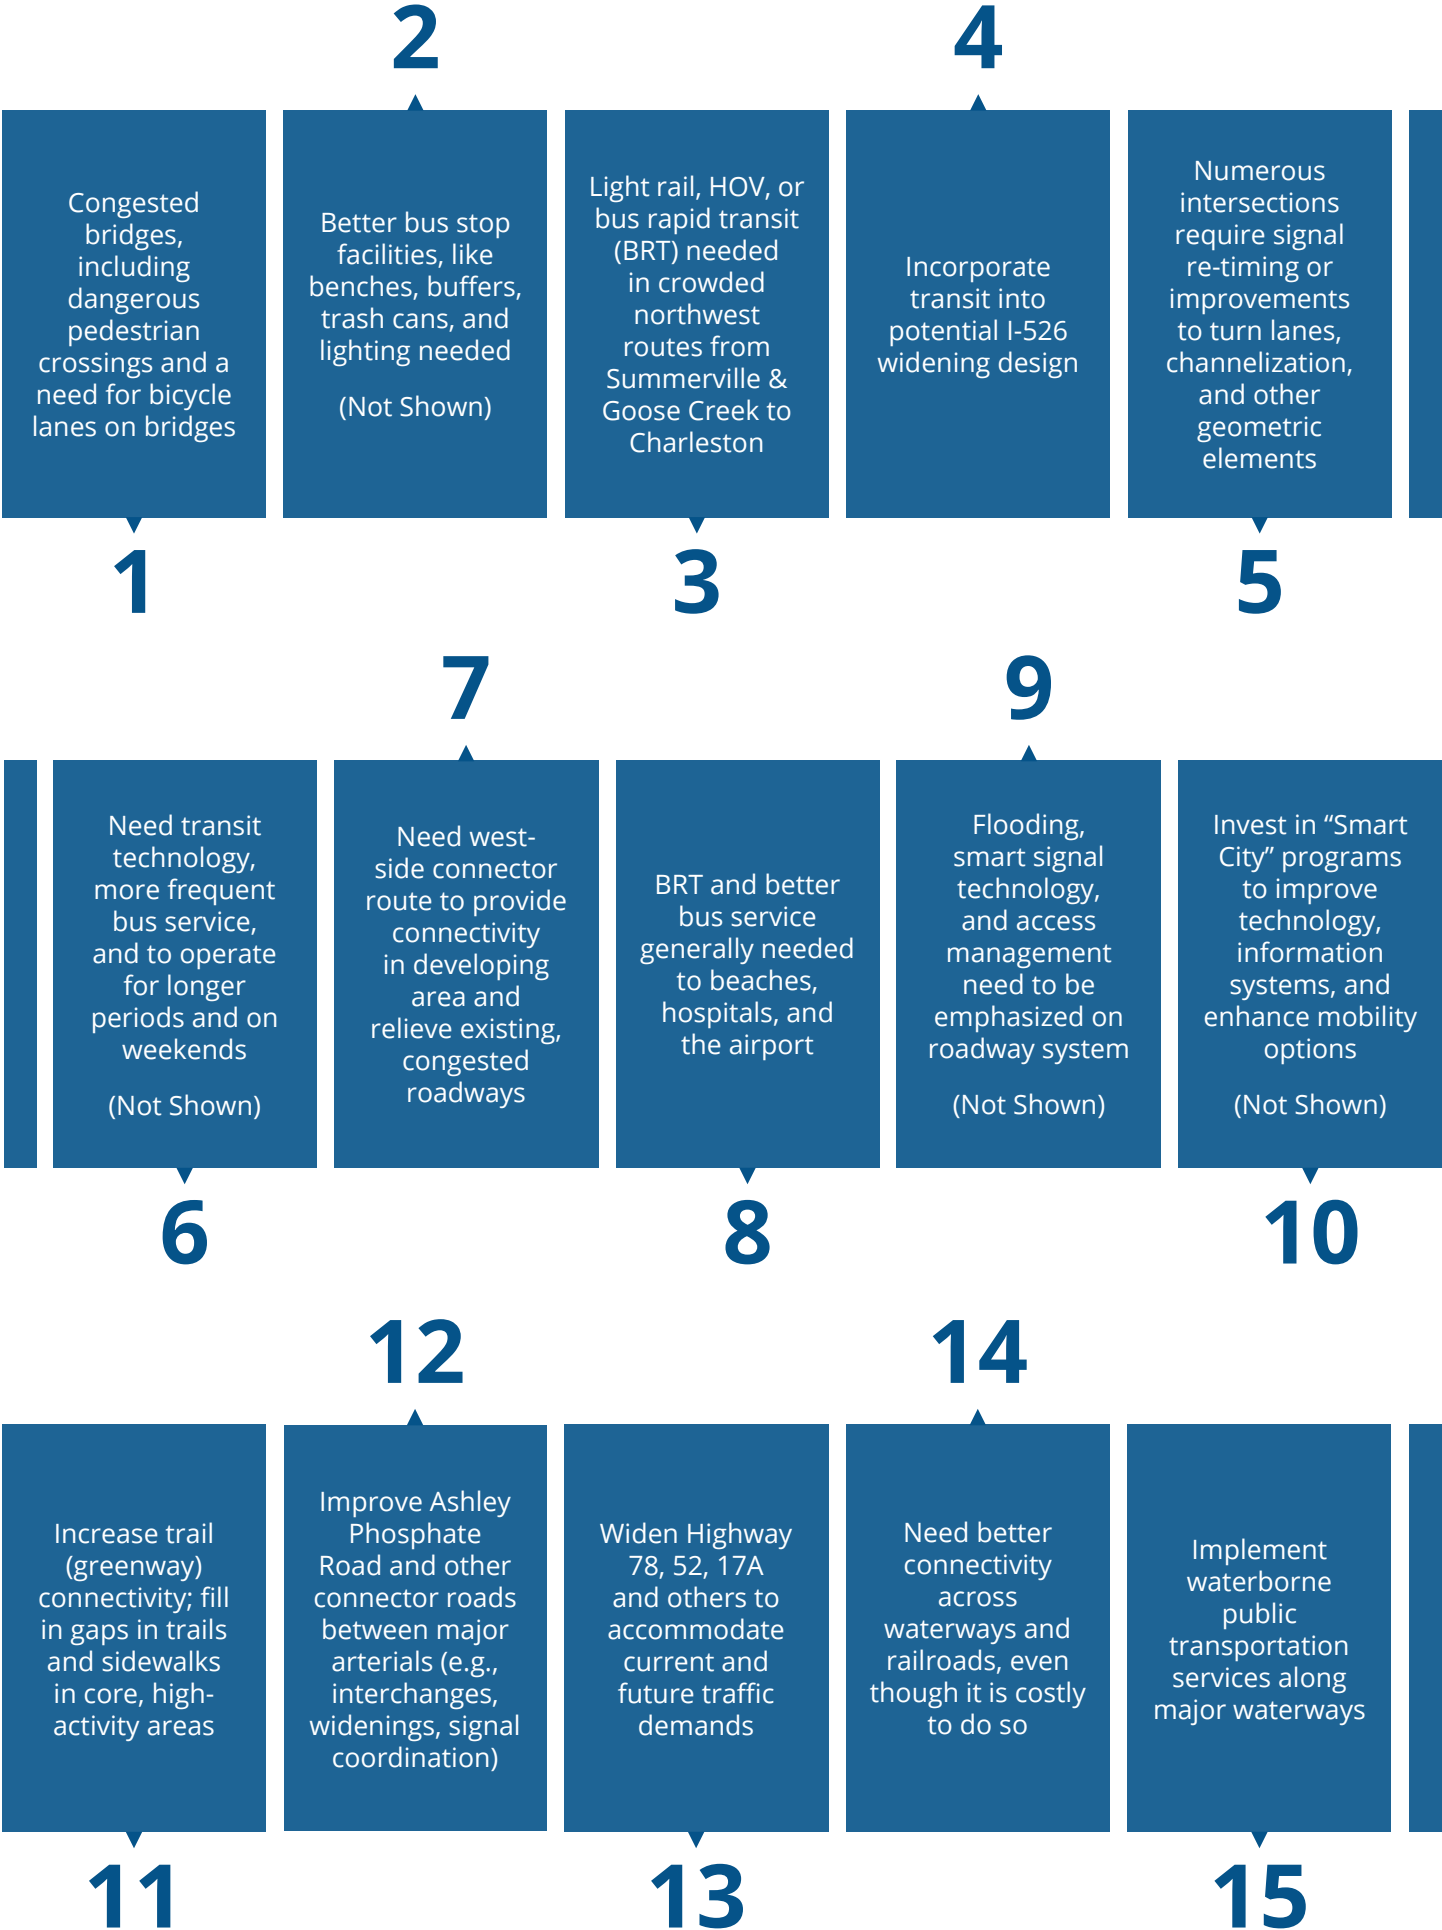 2
4
Congested
bridges,
including
dangerous
pedestrian
crossings and a
need for bicycle
lanes on bridges
Better bus stop
facilities, like
benches, buffers,
trash cans, and
lighting needed
(Not Shown)
Light rail, HOV, or
bus rapid transit
(BRT) needed
in crowded
northwest
routes from
Summerville &
Goose Creek to
Charleston
Incorporate
transit into
potential I-526
widening design
Numerous
intersections
require signal
re-timing or
improvements
to turn lanes,
channelization,
and other
geometric
elements
1
3
5
7
9
Need transit
technology,
more frequent
bus service,
and to operate
for longer
periods and on
weekends
(Not Shown)
Need west-
side connector
route to provide
connectivity
in developing
area and
relieve existing,
congested
roadways
BRT and better
bus service
generally needed
to beaches,
hospitals, and
the airport
Flooding,
smart signal
technology,
and access
management
need to be
emphasized on
roadway system
(Not Shown)
Invest in “Smart
City” programs
to improve
technology,
information
systems, and
enhance mobility
options
(Not Shown)
6
8
10
12
14
Increase trail
(greenway)
connectivity; fill
in gaps in trails
and sidewalks
in core, high-
activity areas
Improve Ashley
Phosphate
Road and other
connector roads
between major
arterials (e.g.,
interchanges,
widenings, signal
coordination)
Widen Highway
78, 52, 17A
and others to
accommodate
current and
future traffic
demands
Need better
connectivity
across
waterways and
railroads, even
though it is costly
to do so
Implement
waterborne
public
transportation
services along
major waterways
11
13
15